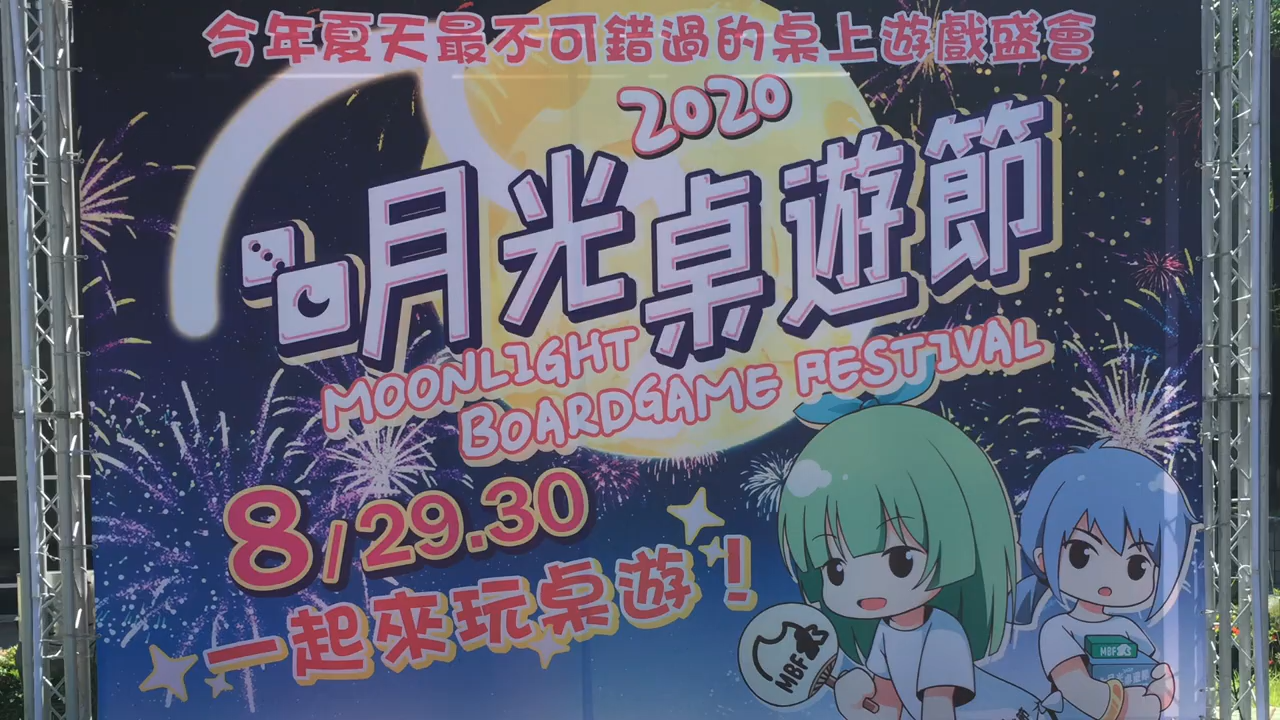 今年夏天最不可錯過的桌上遊戲盛會
2020
明光桌遊節
MOONLIGHT
BOARDGAME FESTIVAL
8/29.30
一起來玩桌遊！
MBF
MBF